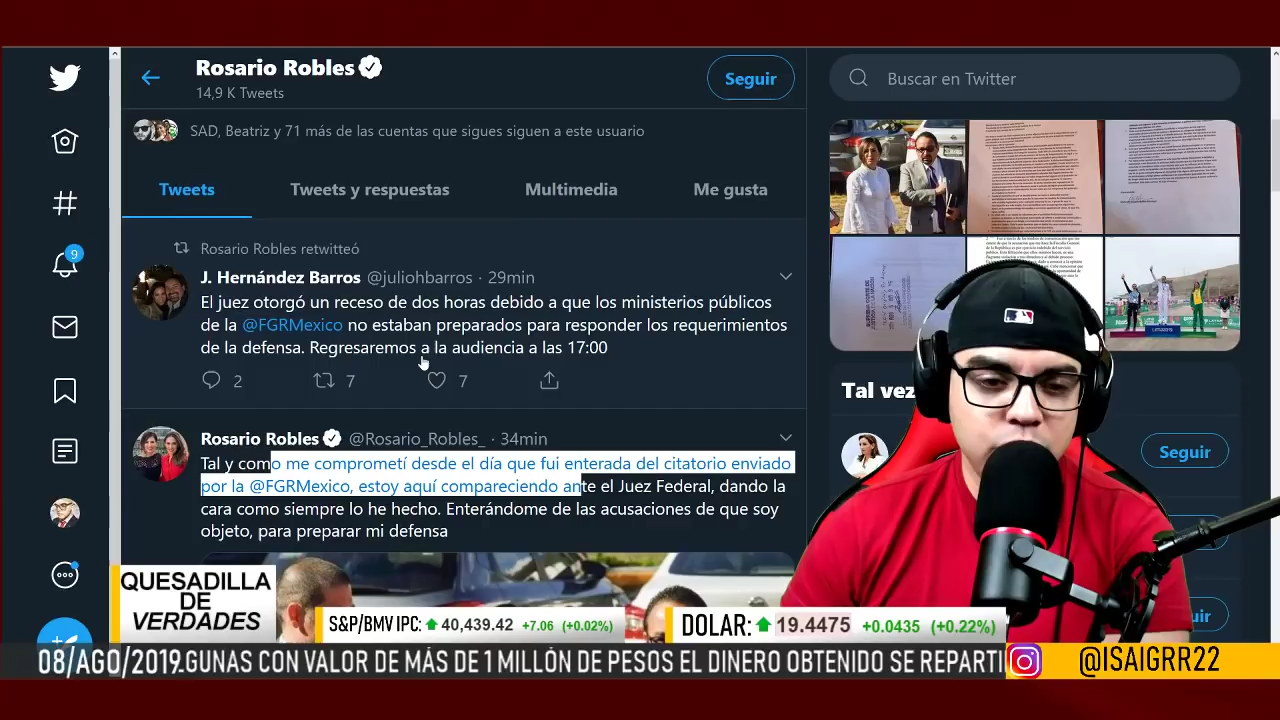 Rosario Robles
14,9 K Tweets
Seguir
Buscar en Twitter
SAD, Beatriz y 71 más de las cuentas que sigues siguen a este usuario
Tweets
Tweets y respuestas
Multimedia
Me gusta
Rosario Robles retwitteó
J. Hernández Barros @juliohbarros · 29min
El juez otorgó un receso de dos horas debido a que los ministerios públicos
de la @FGRMexico no estaban preparados para responder los requerimientos
de la defensa. Regresaremos a la audiencia a las 17:00
2
7
7
Rosario Robles @Rosario_Robles_ · 34min
Tal y como me comprometí desde el día que fui enterada del citatorio enviado
por la @FGRMexico, estoy aquí compareciendo ante el Juez Federal, dando la
cara como siempre lo he hecho. Enterándome de las acusaciones de que soy
objeto, para preparar mi defensa
9
Tal vez
Seguir
LIMA2019
QUESADILLA
DE
VERDADES
S&P/BMV IPC: 40,439.42 +7.06 (+0.02%)
DOLAR: 19.4475 +0.0435 (+0.22%)
08/AGO/2019.GUNAS CON VALOR DE MÁS DE 1 MILLÓN DE PESOS EL DINERO OBTENIDO SE REPARTI
@ISAIGRR22